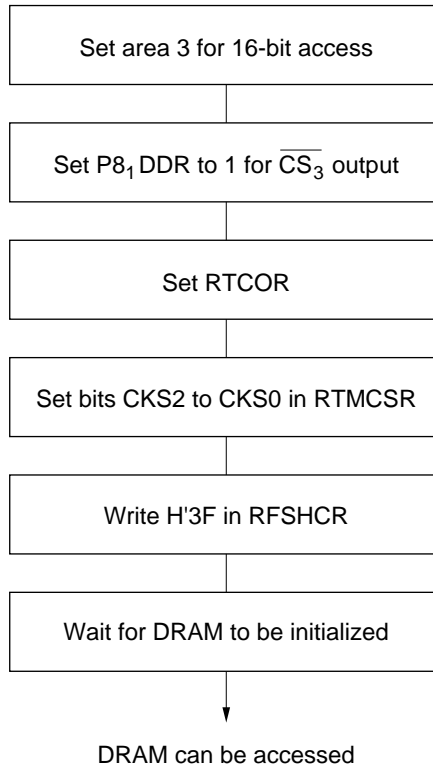 Set area 3 for 16-bit access
Set P8₁ DDR to 1 for C̅S̅₃ output
Set RTCOR
Set bits CKS2 to CKS0 in RTMCSR
Write H'3F in RFSHCR
Wait for DRAM to be initialized
DRAM can be accessed